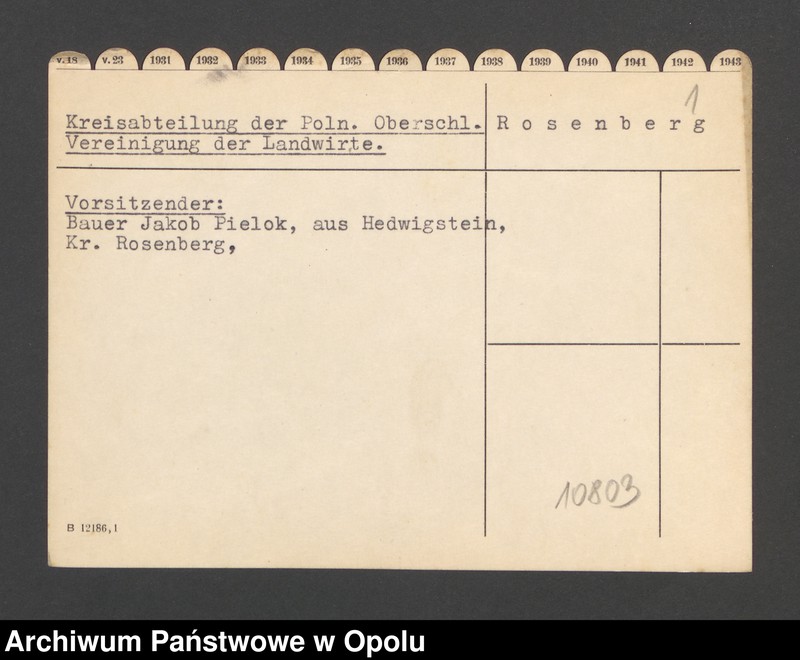 v.18 v.23 1931 1932 1933 1934 1935 1936 1937 1938 1939 1940 1941 1942 1943
1
Kreisabteilung der Poln. Oberschl. Rosenberg
Vereinigung der Landwirte.
Vorsitzender:
Bauer Jakob Pielok, aus Hedwigstein,
Kr. Rosenberg,
10803
B 12186,1
Archiwum Państwowe w Opolu